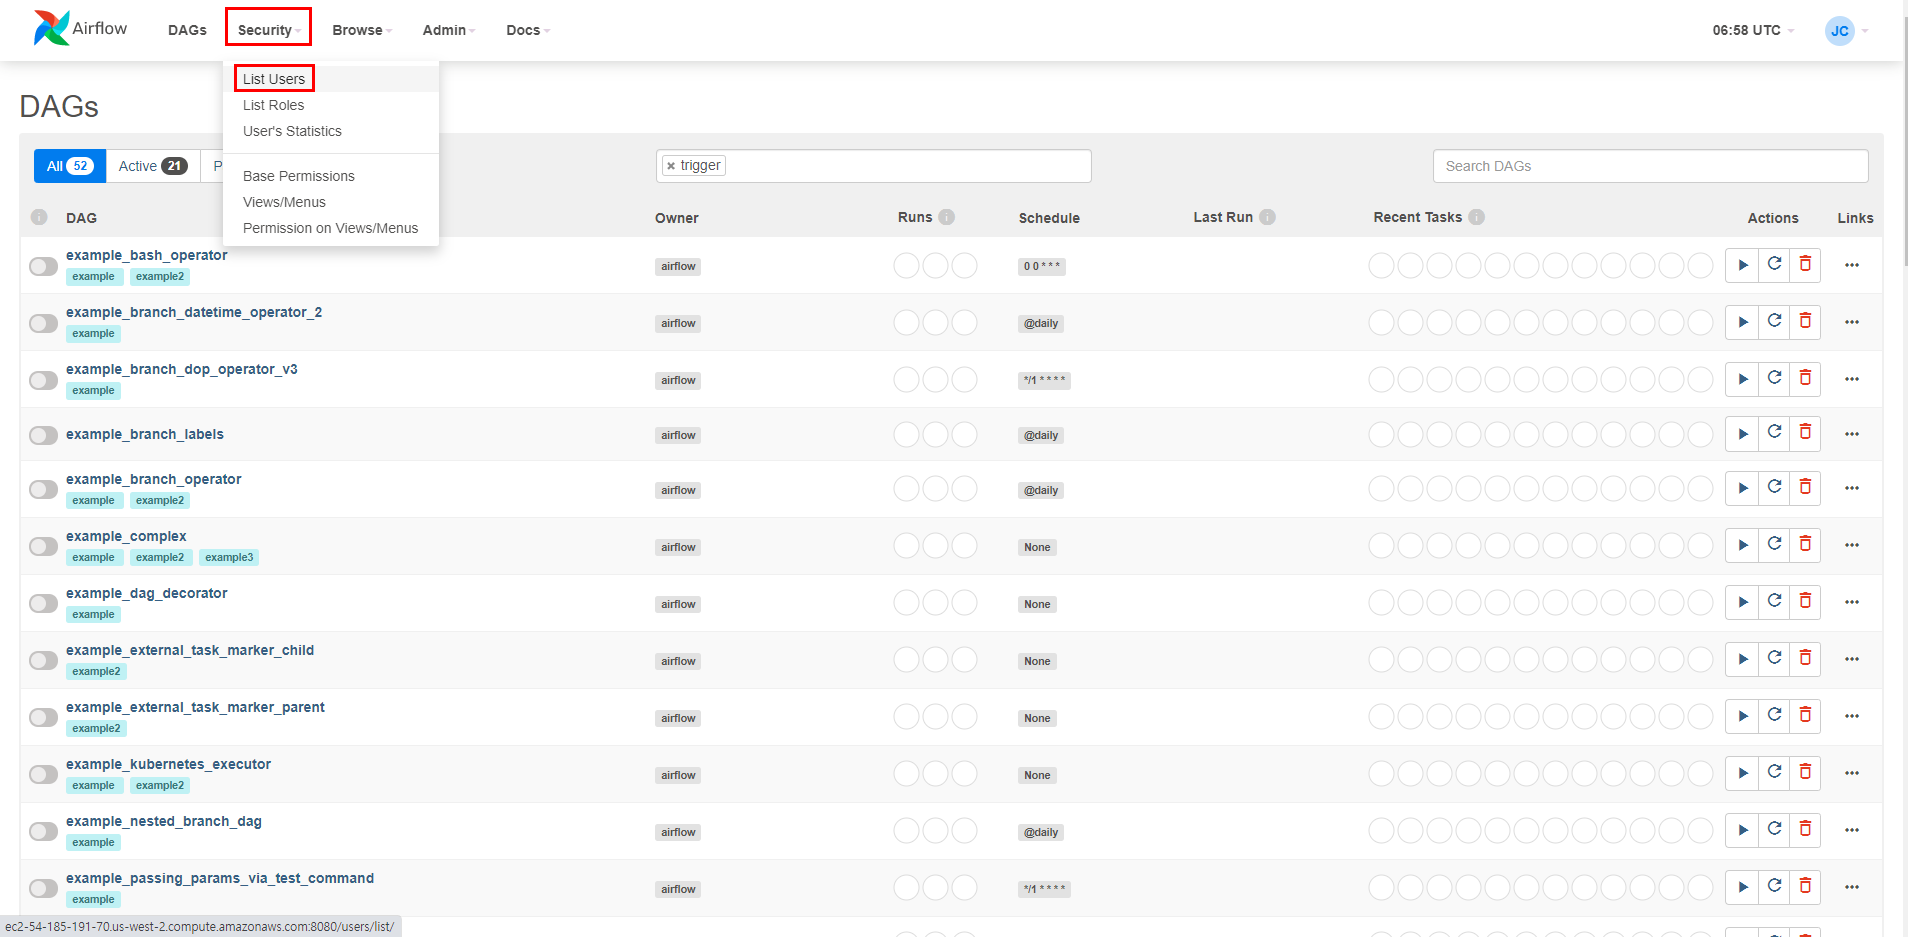 Airflow DAGs Security Browse Admin Docs 06:58 UTC JC
List Users
List Roles
User's Statistics
Base Permissions
Views/Menus
Permission on Views/Menus
DAGs
All 52 Active 21 P trigger Search DAGs
DAG Owner Runs Schedule Last Run Recent Tasks Actions Links
example_bash_operator
example example2 airflow 0 0 * * *
example_branch_datetime_operator_2
example airflow @daily
example_branch_dop_operator_v3
example airflow */1 * * * *
example_branch_labels airflow @daily
example_branch_operator
example example2 airflow @daily
example_complex
example example2 example3 airflow None
example_dag_decorator
example airflow None
example_external_task_marker_child
example2 airflow None
example_external_task_marker_parent
example2 airflow None
example_kubernetes_executor
example example2 airflow None
example_nested_branch_dag
example airflow @daily
example_passing_params_via_test_command
example airflow */1 * * * *
ec2-54-185-191-70.us-west-2.compute.amazonaws.com:8080/users/list/